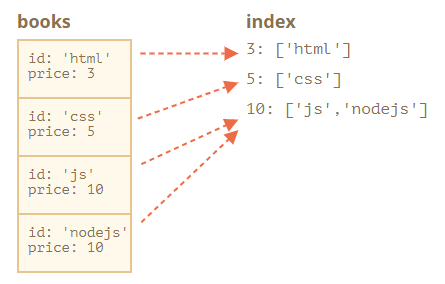 books
id: 'html'
price: 3
id: 'css'
price: 5
id: 'js'
price: 10
id: 'nodejs'
price: 10
index
3: ['html']
5: ['css']
10: ['js','nodejs']